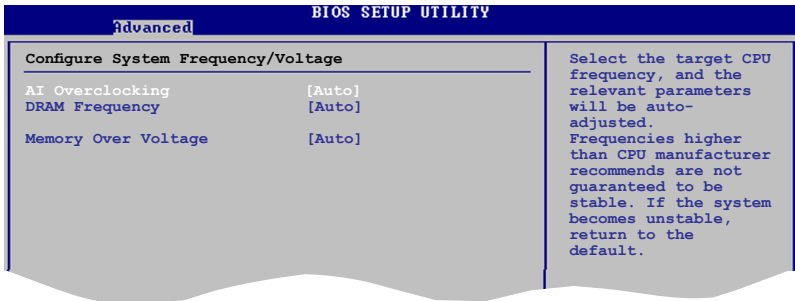 BIOS SETUP UTILITY
Advanced
Configure System Frequency/Voltage
AI Overclocking [Auto]
DRAM Frequency [Auto]
Memory Over Voltage [Auto]
Select the target CPU
frequency, and the
relevant parameters
will be auto-
adjusted.
Frequencies higher
than CPU manufacturer
recommends are not
guaranteed to be
stable. If the system
becomes unstable,
return to the
default.